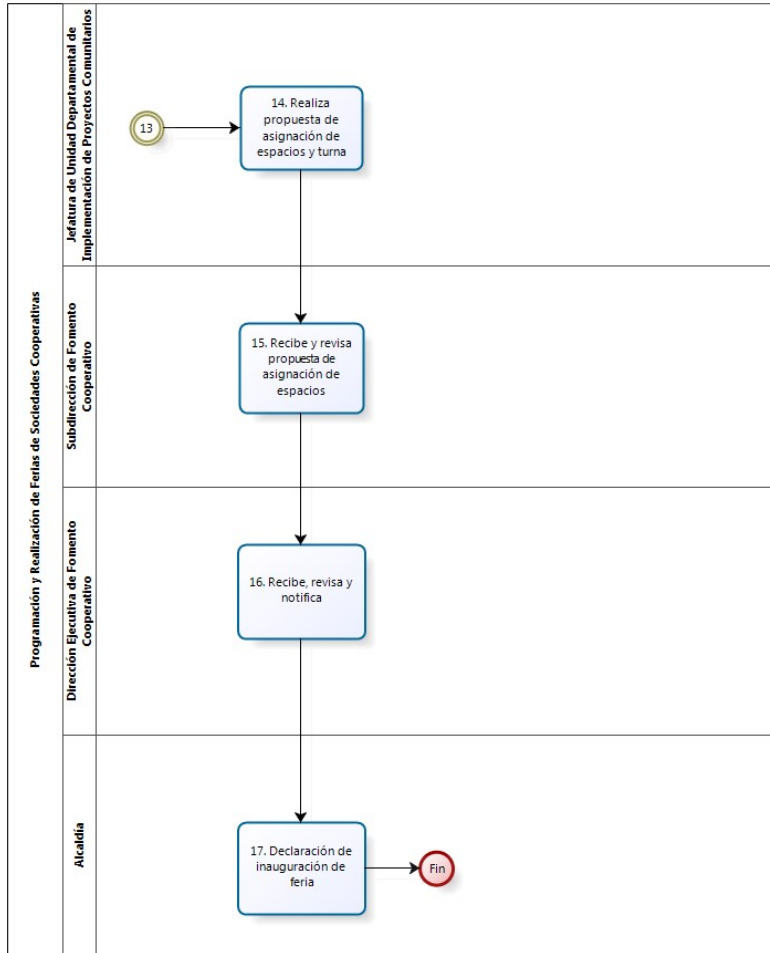 Programación y Realización de Ferias de Sociedades Cooperativas
Jefatura de Unidad Departamental de
Implementación de Proyectos Comunitarios
13
14. Realiza
propuesta de
asignación de
espacios y turna
Subdirección de Fomento
Cooperativo
15. Recibe y revisa
propuesta de
asignación de
espacios
Dirección Ejecutiva de Fomento
Cooperativo
16. Recibe, revisa y
notifica
Alcaldía
17. Declaración de
inauguración de
feria
Fin